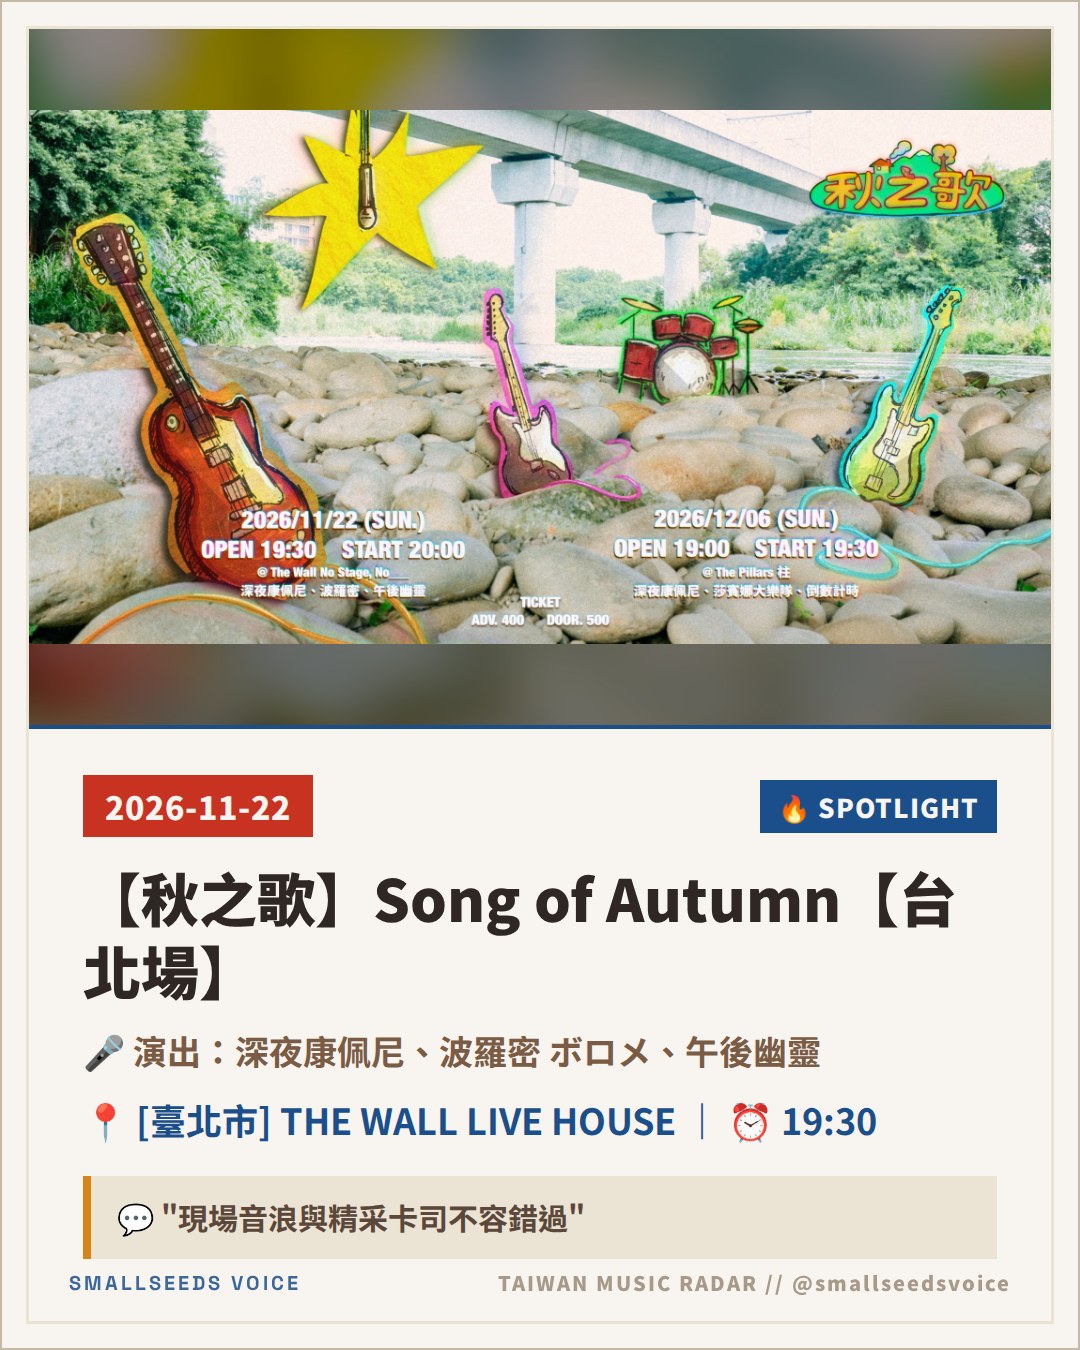 秋之歌
2026/11/22 (SUN.)
OPEN 19:30 START 20:00
@ The Wall No Stage, No__
深夜康佩尼、波羅密、午後幽靈
2026/12/06 (SUN.)
OPEN 19:00 START 19:30
@ The Pillars 柱
深夜康佩尼、莎賓娜大樂隊、倒數計時
TICKET
ADV. 400 DOOR. 500
2026-11-22
🔥 SPOTLIGHT
【秋之歌】Song of Autumn【台
北場】
🎤 演出：深夜康佩尼、波羅密 ボロメ、午後幽靈
📍 [臺北市] THE WALL LIVE HOUSE ｜ ⏰ 19:30
💬 "現場音浪與精采卡司不容錯過"
SMALLSEEDS VOICE
TAIWAN MUSIC RADAR // @smallseedsvoice